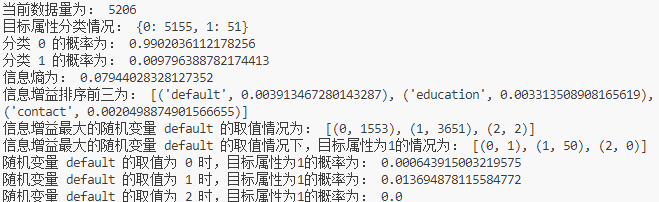 当前数据量为： 5206
目标属性分类情况： {0: 5155, 1: 51}
分类 0 的概率为： 0.9902036112178256
分类 1 的概率为： 0.009796388782174413
信息熵为： 0.07944028328127352
信息增益排序前三为： [('default', 0.003913467280143287), ('education', 0.003313508908165619),
('contact', 0.0020498874901566655)]
信息增益最大的随机变量 default 的取值情况为： [(0, 1553), (1, 3651), (2, 2)]
信息增益最大的随机变量 default 的取值情况下，目标属性为1的情况为： [(0, 1), (1, 50), (2, 0)]
随机变量 default 的取值为 0 时，目标属性为1的概率为： 0.000643915003219575
随机变量 default 的取值为 1 时，目标属性为1的概率为： 0.013694878115584772
随机变量 default 的取值为 2 时，目标属性为1的概率为： 0.0